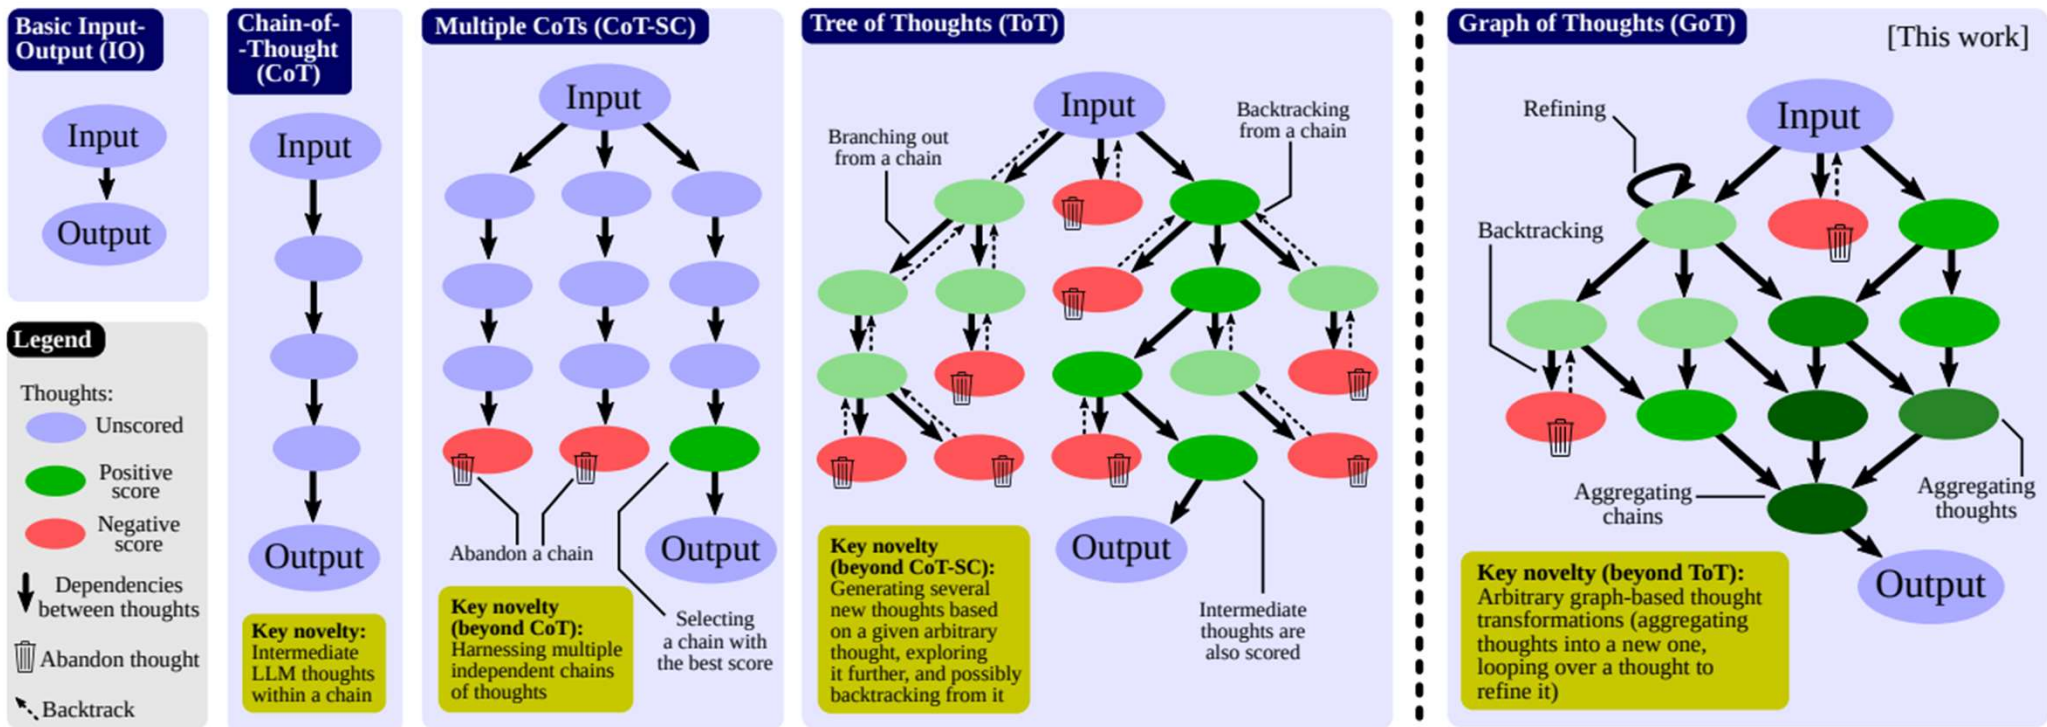 Basic Input-
Output (IO)
Input
Output
Legend
Thoughts:
Unscored
Positive
score
Negative
score
Dependencies
between thoughts
Abandon thought
Backtrack
Chain-of-
-Thought
(CoT)
Input
Output
Key novelty:
Intermediate
LLM thoughts
within a chain
Multiple CoTs (CoT-SC)
Input
Abandon a chain
Output
Key novelty
(beyond CoT):
Harnessing multiple
independent chains
of thoughts
Selecting
a chain with
the best score
Tree of Thoughts (ToT)
Input
Branching out
from a chain
Backtracking
from a chain
Output
Key novelty
(beyond CoT-SC):
Generating several
new thoughts based
on a given arbitrary
thought, exploring
it further, and possibly
backtracking from it
Intermediate
thoughts are
also scored
Graph of Thoughts (GoT)
[This work]
Refining
Input
Backtracking
Aggregating
chains
Aggregating
thoughts
Output
Key novelty (beyond ToT):
Arbitrary graph-based thought
transformations (aggregating
thoughts into a new one,
looping over a thought to
refine it)